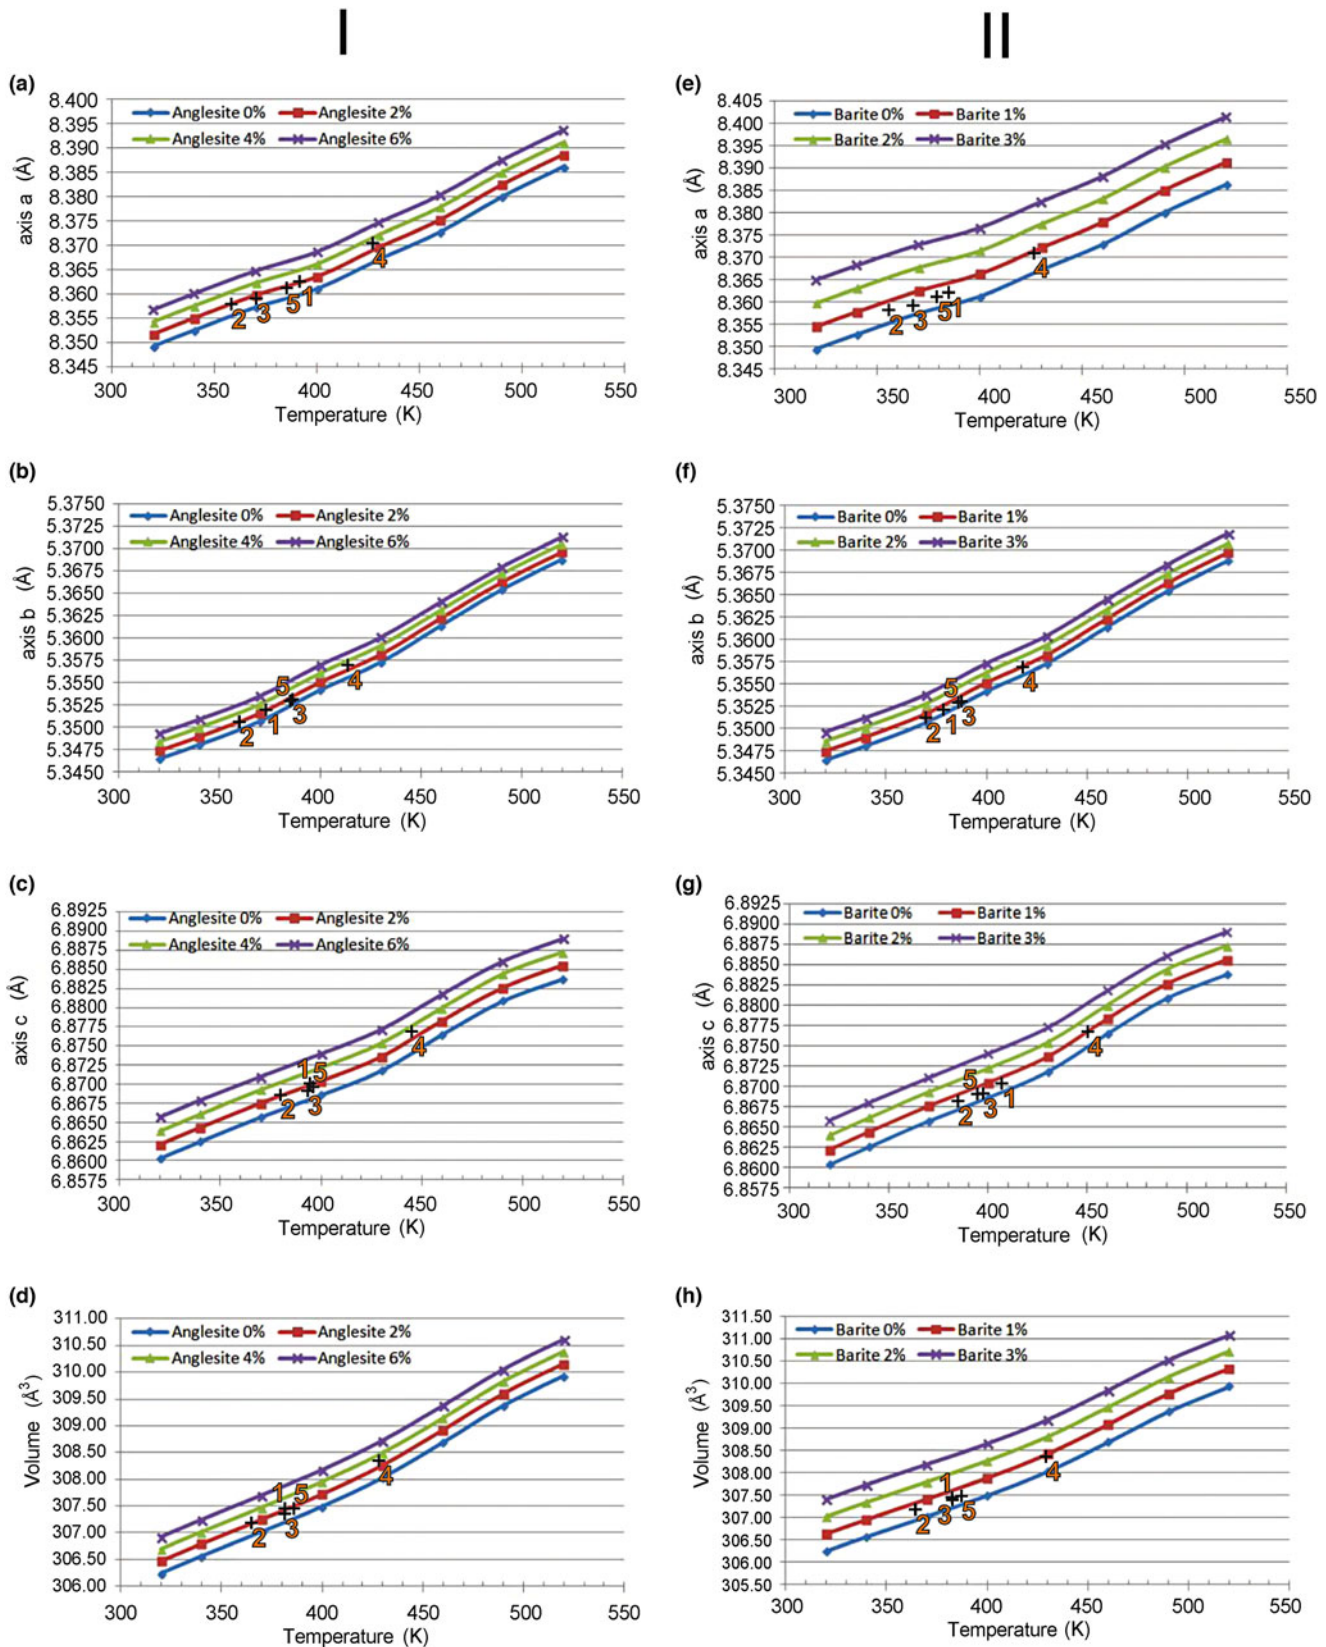 I
II
(a)
8.400
8.395
8.390
8.385
8.380
8.375
8.370
8.365
8.360
8.355
8.350
8.345
axis a (Å)
Anglesite 0% Anglesite 2%
Anglesite 4% Anglesite 6%
2 3 5 1 4
300 350 400 450 500 550
Temperature (K)
(e)
8.405
8.400
8.395
8.390
8.385
8.380
8.375
8.370
8.365
8.360
8.355
8.350
8.345
axis a (Å)
Barite 0% Barite 1%
Barite 2% Barite 3%
2 3 5 1 4
300 350 400 450 500 550
Temperature (K)
(b)
5.3750
5.3725
5.3700
5.3675
5.3650
5.3625
5.3600
5.3575
5.3550
5.3525
5.3500
5.3475
5.3450
axis b (Å)
Anglesite 0% Anglesite 2%
Anglesite 4% Anglesite 6%
2 1 5 3 4
300 350 400 450 500 550
Temperature (K)
(f)
5.3750
5.3725
5.3700
5.3675
5.3650
5.3625
5.3600
5.3575
5.3550
5.3525
5.3500
5.3475
5.3450
axis b (Å)
Barite 0% Barite 1%
Barite 2% Barite 3%
2 5 1 3 4
300 350 400 450 500 550
Temperature (K)
(c)
6.8925
6.8900
6.8875
6.8850
6.8825
6.8800
6.8775
6.8750
6.8725
6.8700
6.8675
6.8650
6.8625
6.8600
6.8575
axis c (Å)
Anglesite 0% Anglesite 2%
Anglesite 4% Anglesite 6%
2 1 3 5 4
300 350 400 450 500 550
Temperature (K)
(g)
6.8925
6.8900
6.8875
6.8850
6.8825
6.8800
6.8775
6.8750
6.8725
6.8700
6.8675
6.8650
6.8625
6.8600
6.8575
axis c (Å)
Barite 0% Barite 1%
Barite 2% Barite 3%
2 5 3 1 4
300 350 400 450 500 550
Temperature (K)
(d)
311.00
310.50
310.00
309.50
309.00
308.50
308.00
307.50
307.00
306.50
306.00
Volume (Å³)
Anglesite 0% Anglesite 2%
Anglesite 4% Anglesite 6%
2 1 3 5 4
300 350 400 450 500 550
Temperature (K)
(h)
311.50
311.00
310.50
310.00
309.50
309.00
308.50
308.00
307.50
307.00
306.50
306.00
305.50
Volume (Å³)
Barite 0% Barite 1%
Barite 2% Barite 3%
2 1 3 5 4
300 350 400 450 500 550
Temperature (K)